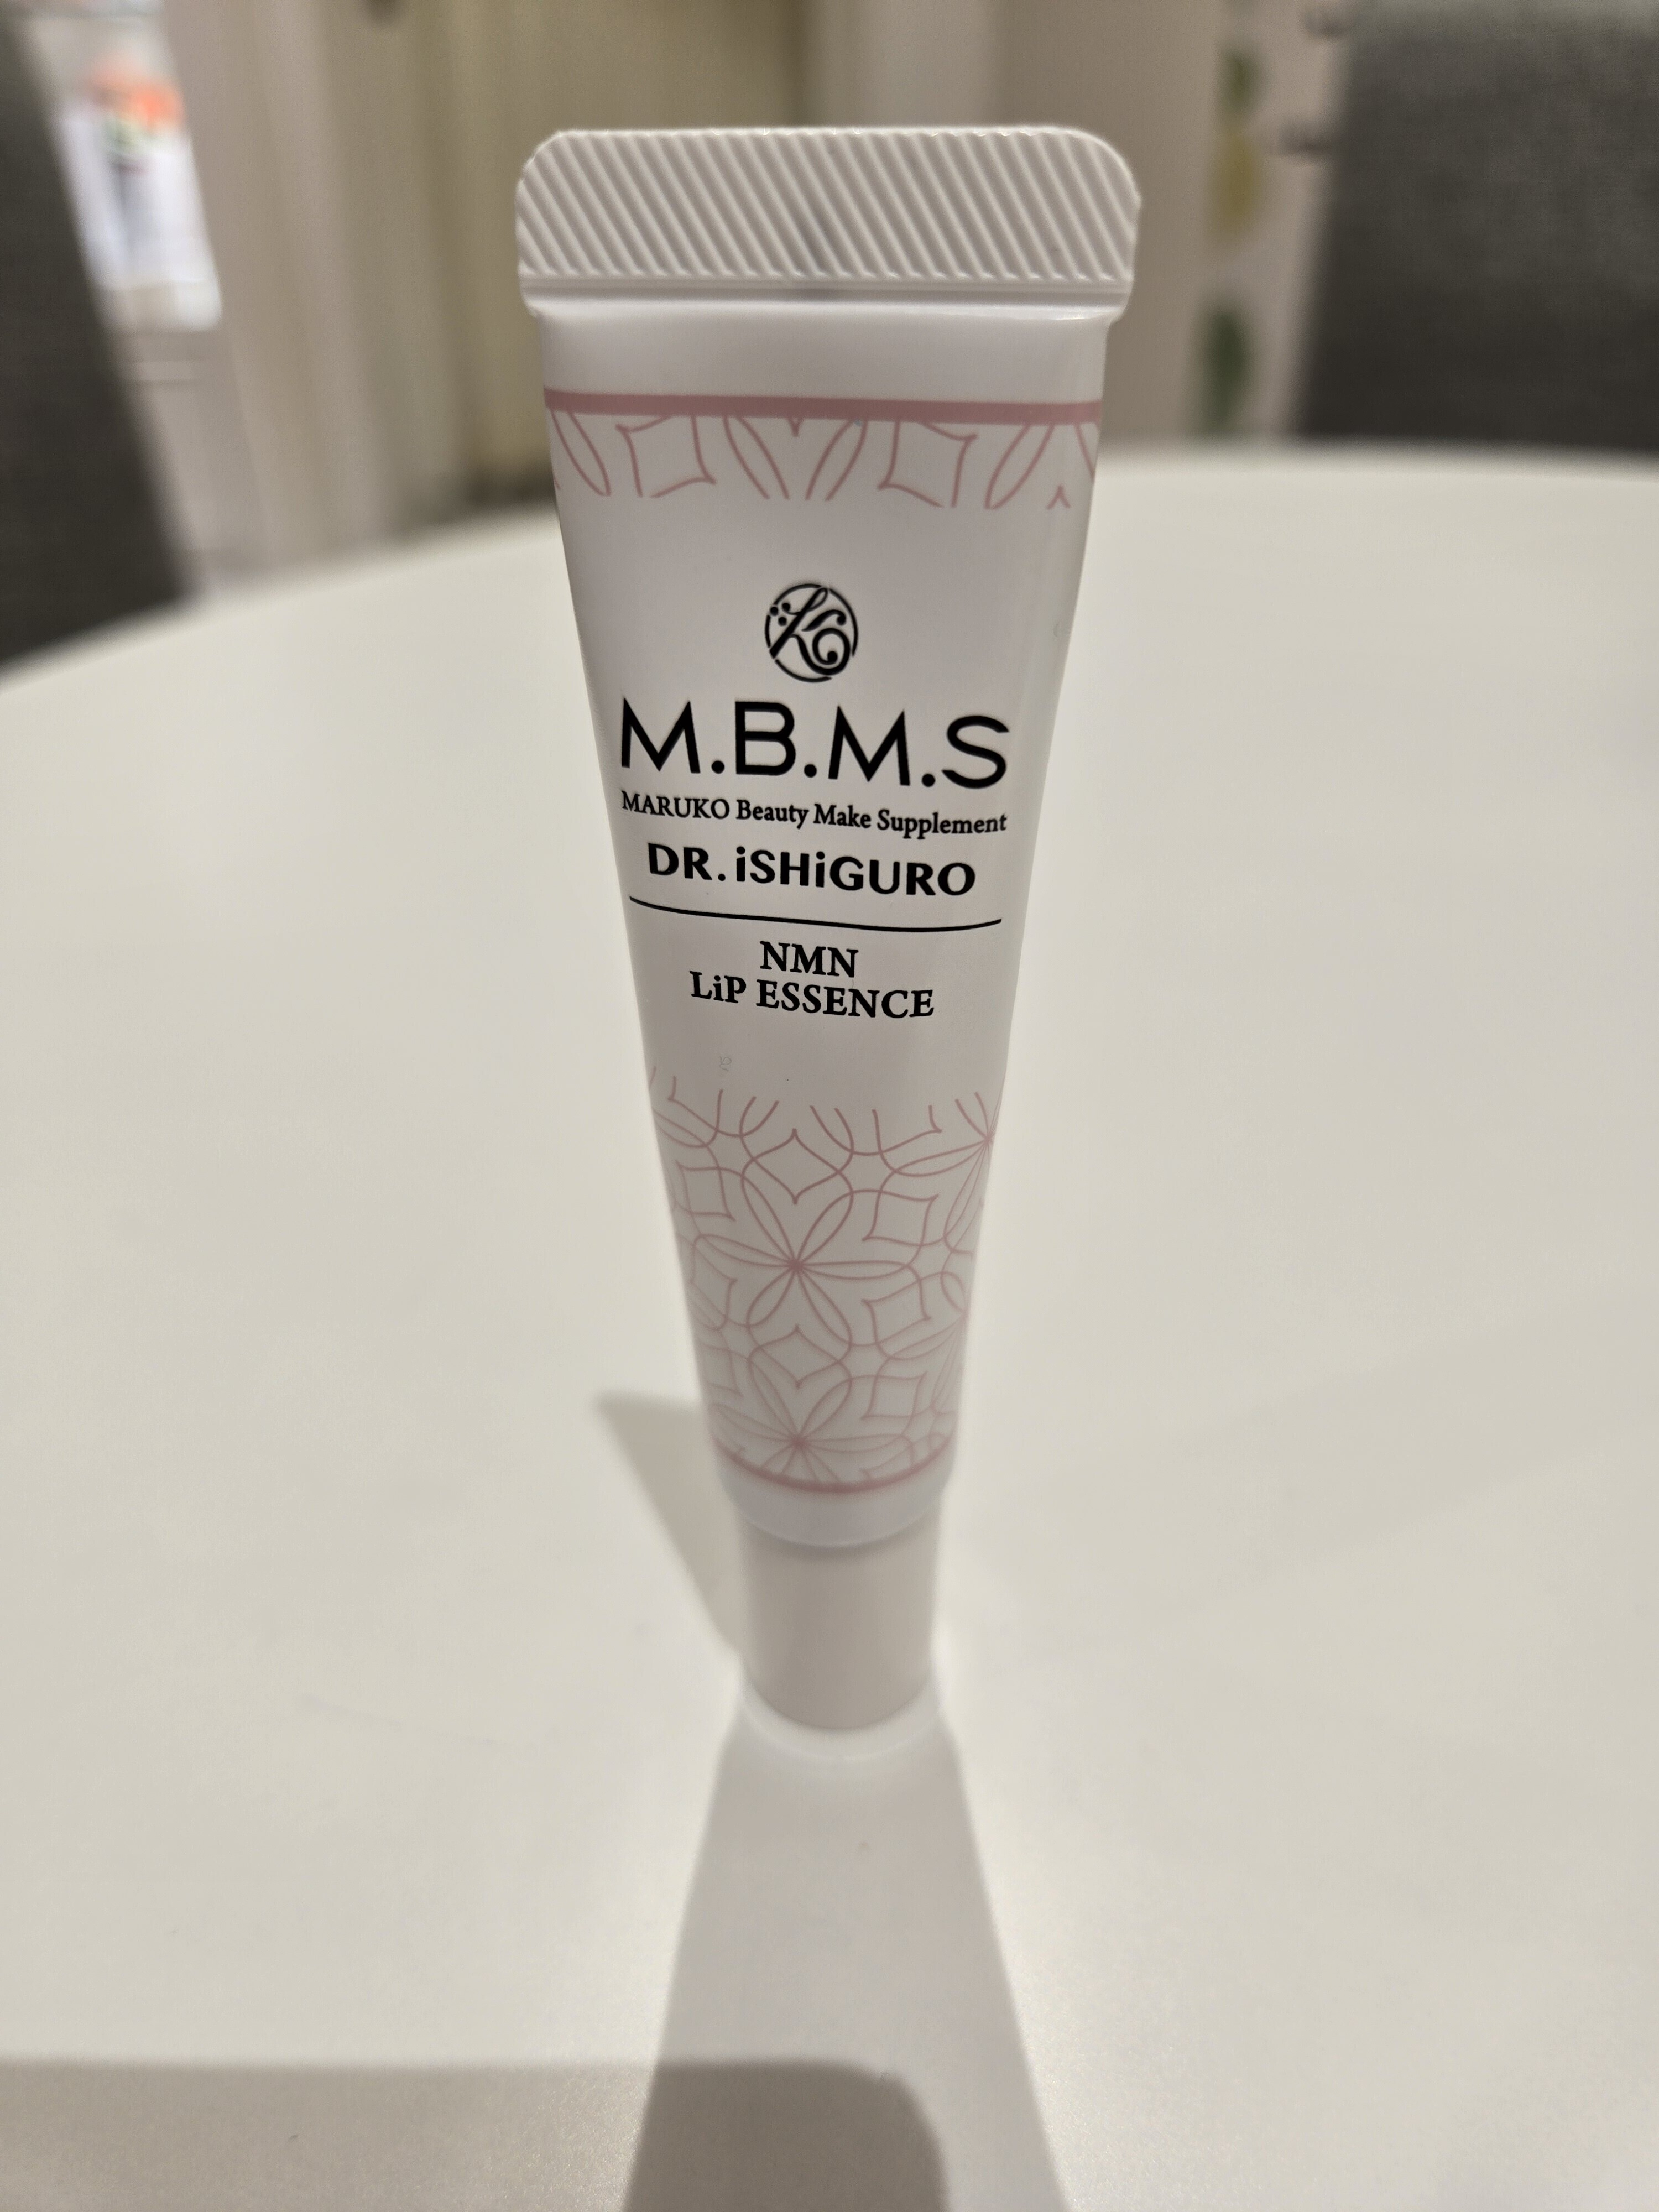 M.B.M.S
MARUKO Beauty Make Supplement
DR.iSHiGURO
NMN
LiP ESSENCE